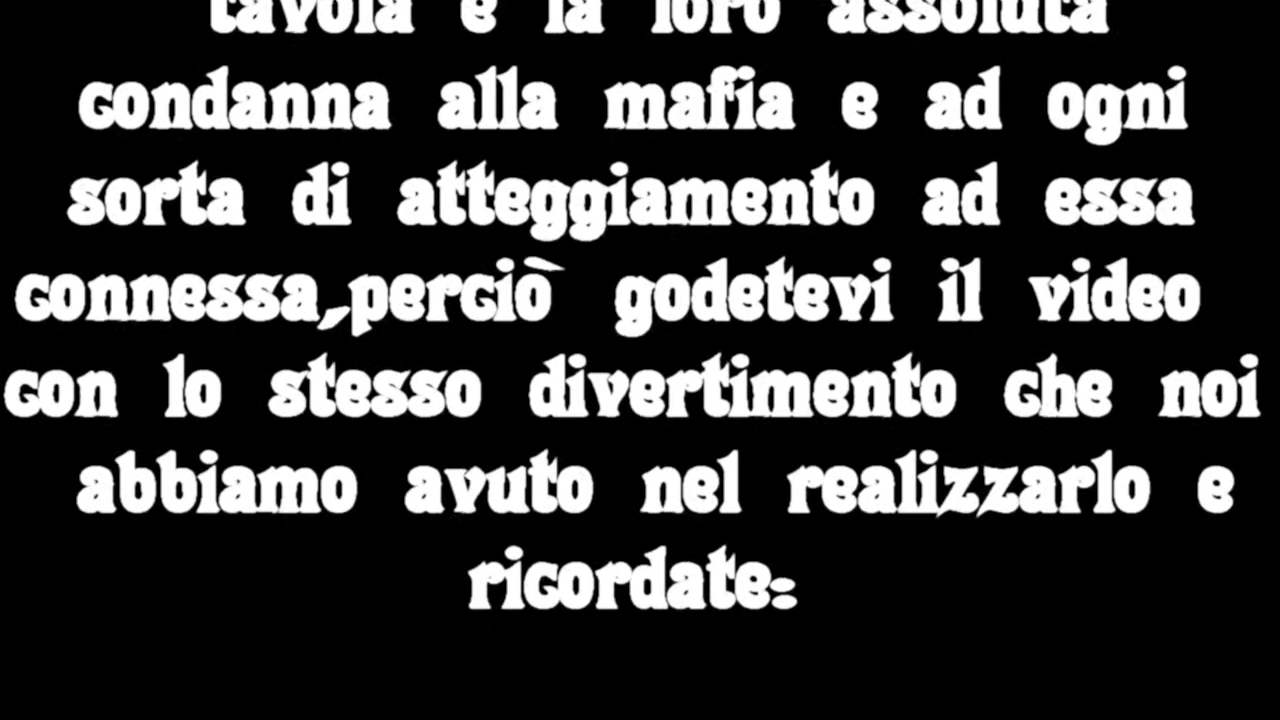 tavola e la loro assoluta
condanna alla mafia e ad ogni
sorta di atteggiamento ad essa
connessa,perciò godetevi il video
con lo stesso divertimento che noi
abbiamo avuto nel realizzarlo e
ricordate: